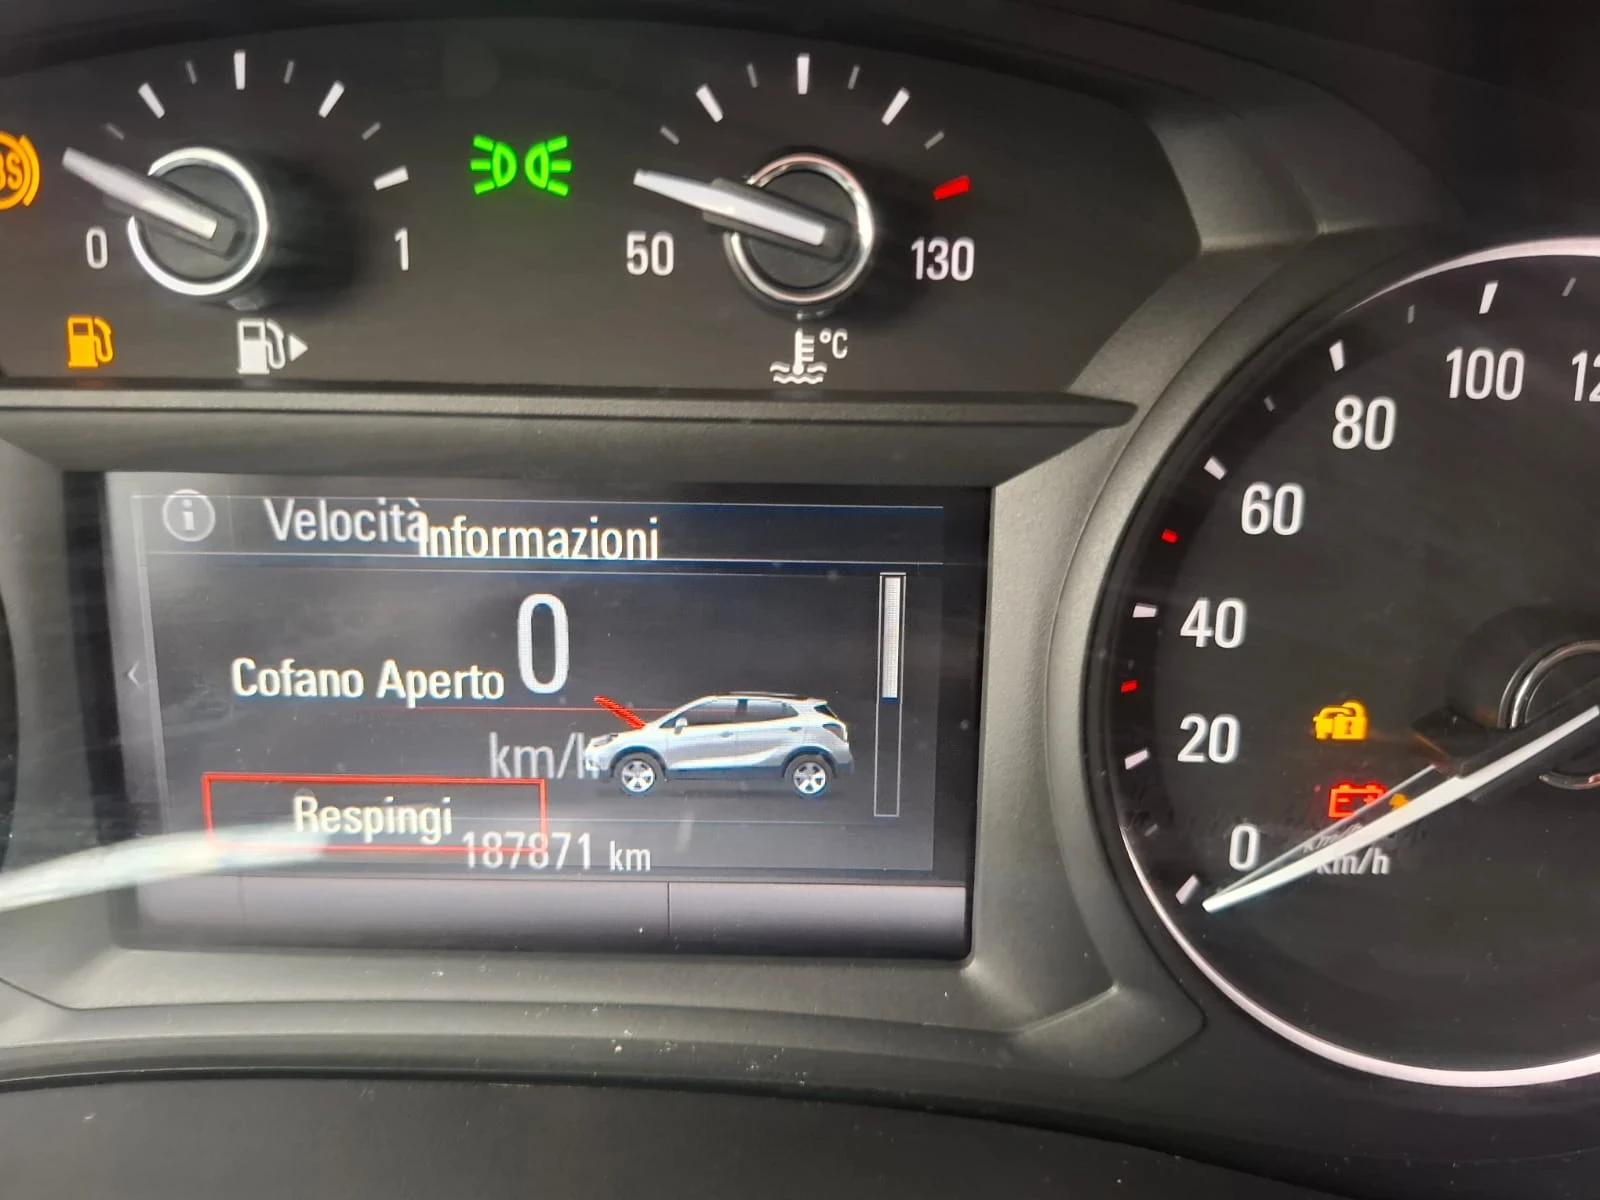 0
1
50
130
°C
Velocità
Informazioni
0
Cofano Aperto
km/h
Respingi
187871 km
100
80
60
40
20
0
km/h